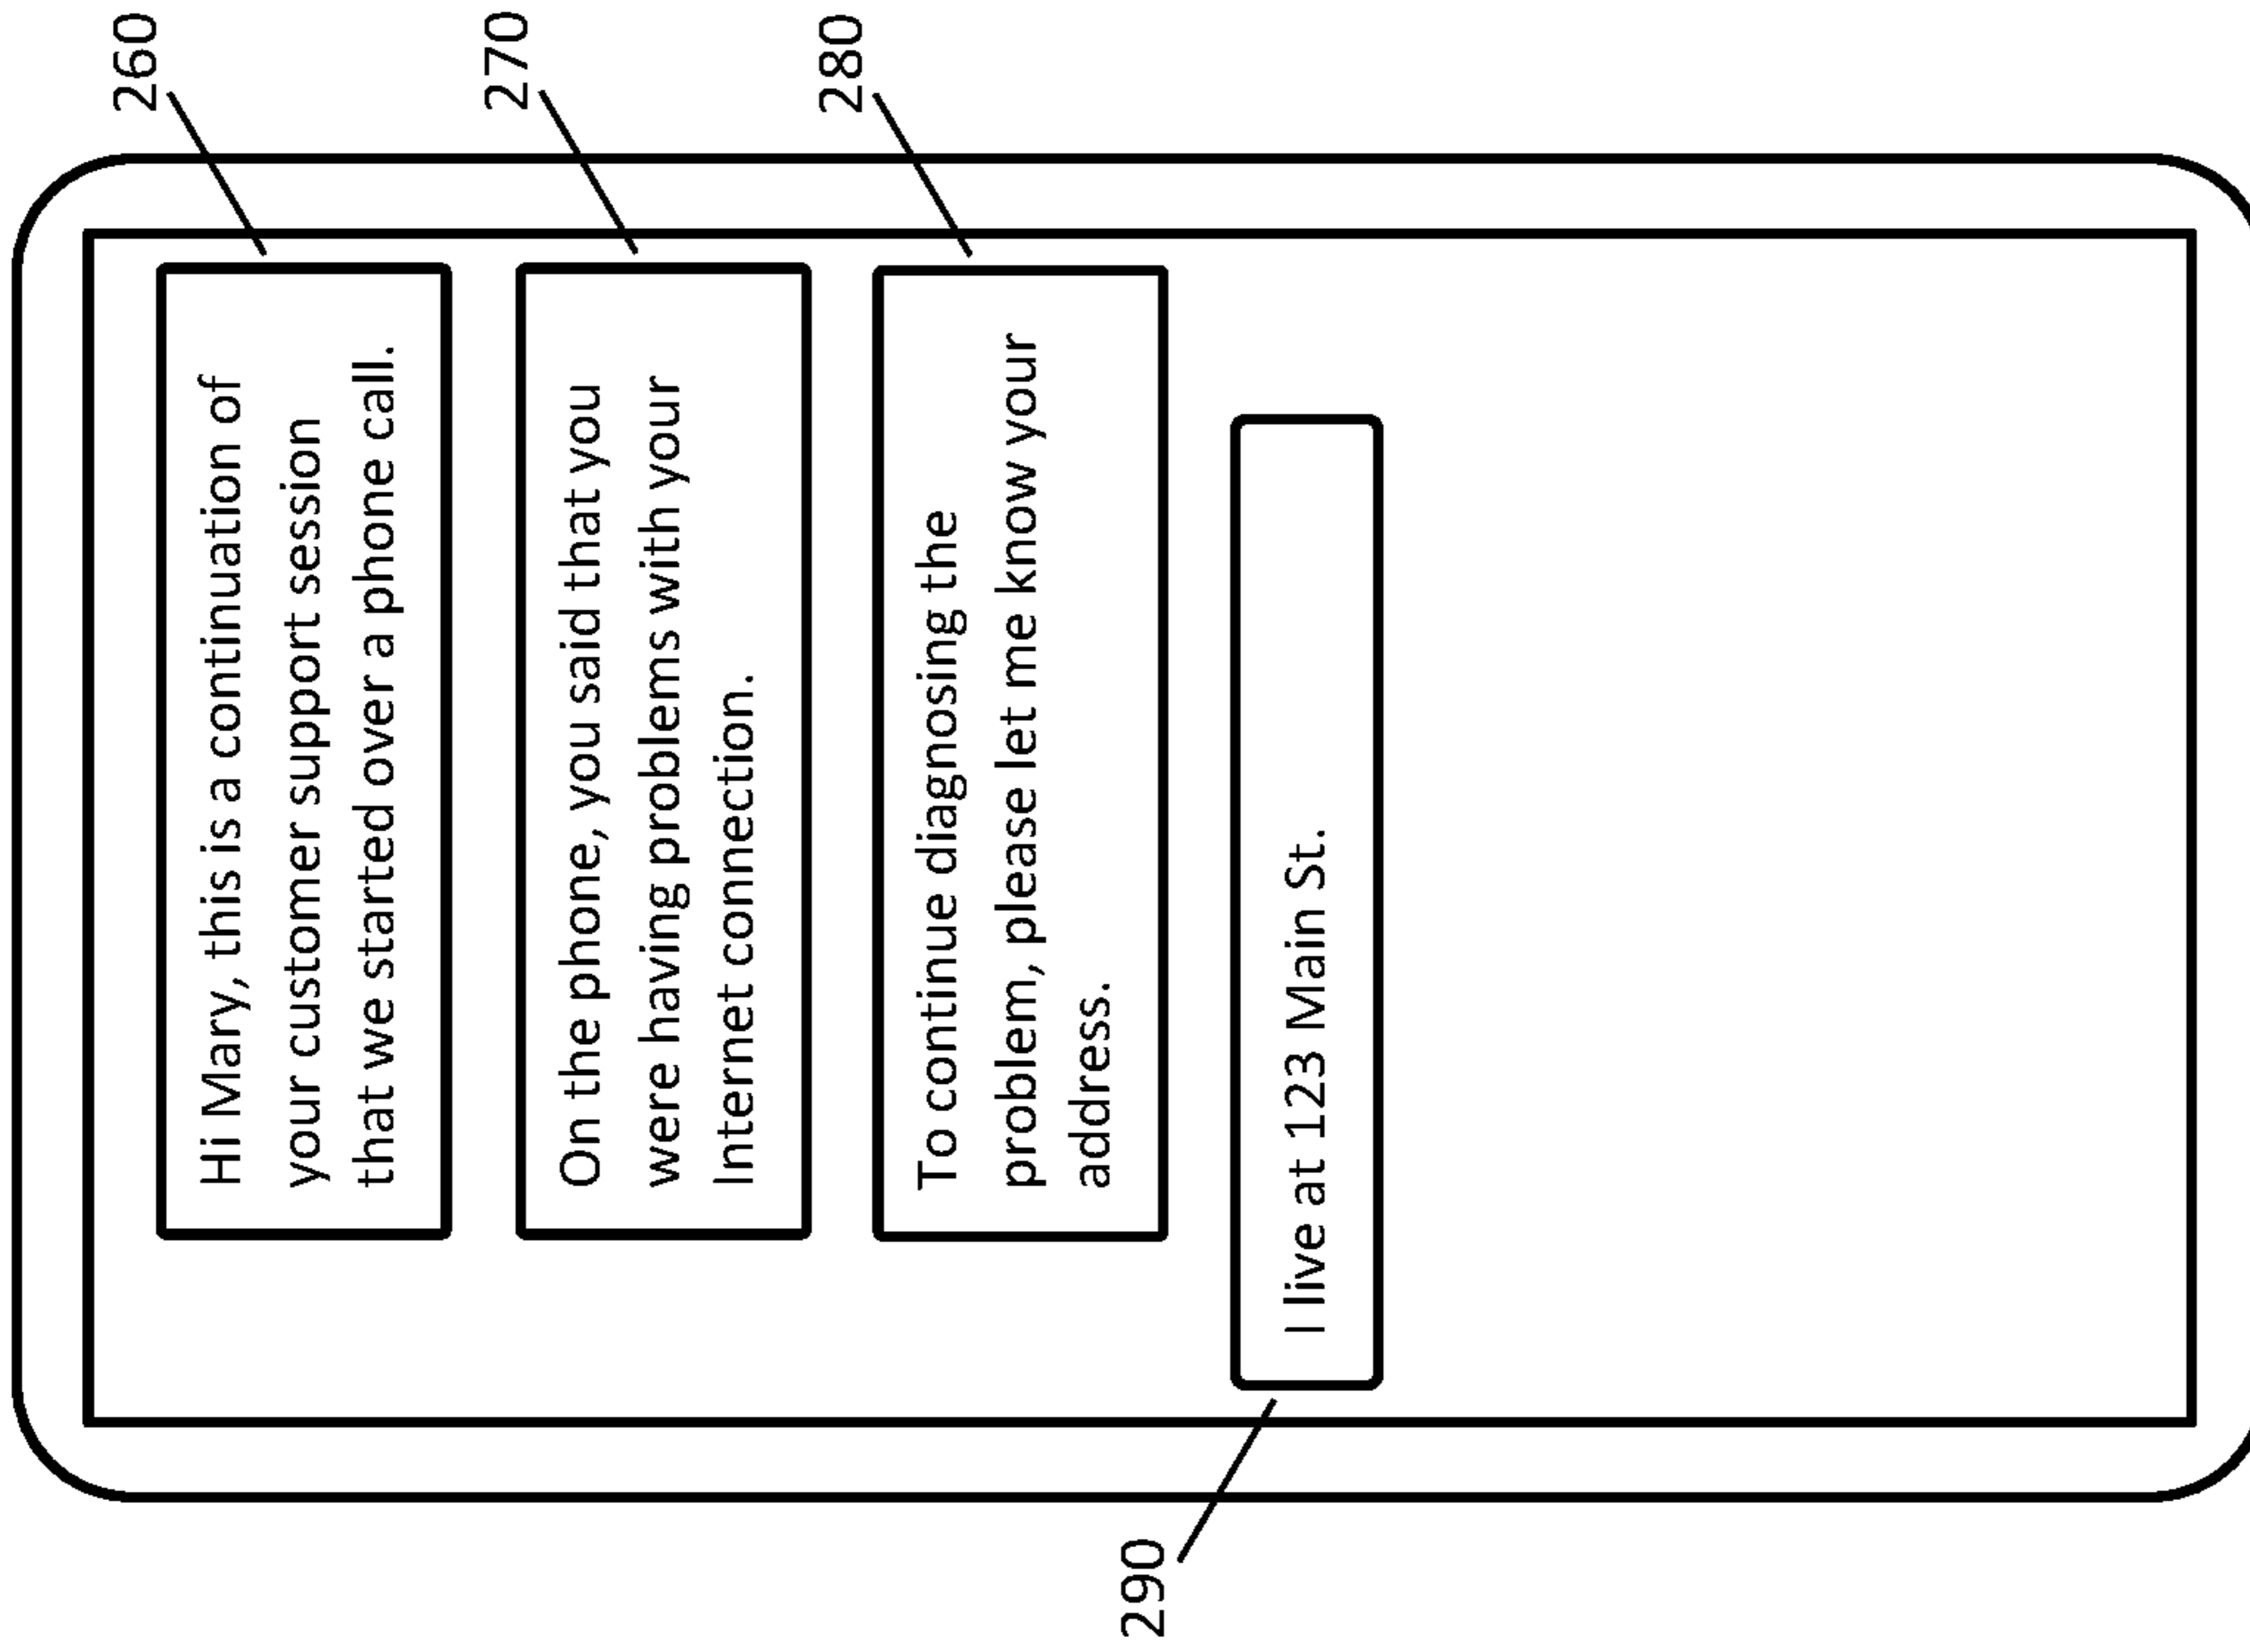 260
Hi Mary, this is a continuation of
your customer support session
that we started over a phone call.
270
On the phone, you said that you
were having problems with your
Internet connection.
280
To continue diagnosing the
problem, please let me know your
address.
290
I live at 123 Main St.